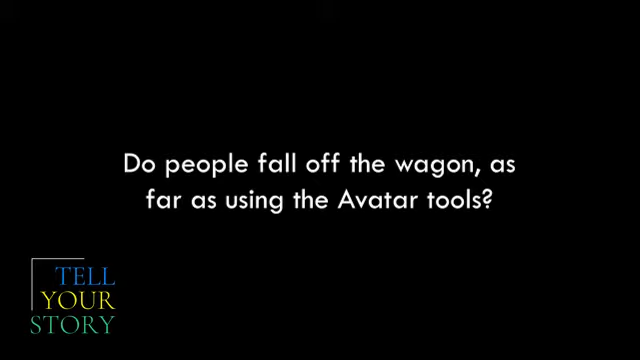 Do people fall off the wagon, as
far as using the Avatar tools?
TELL
YOUR
STORY